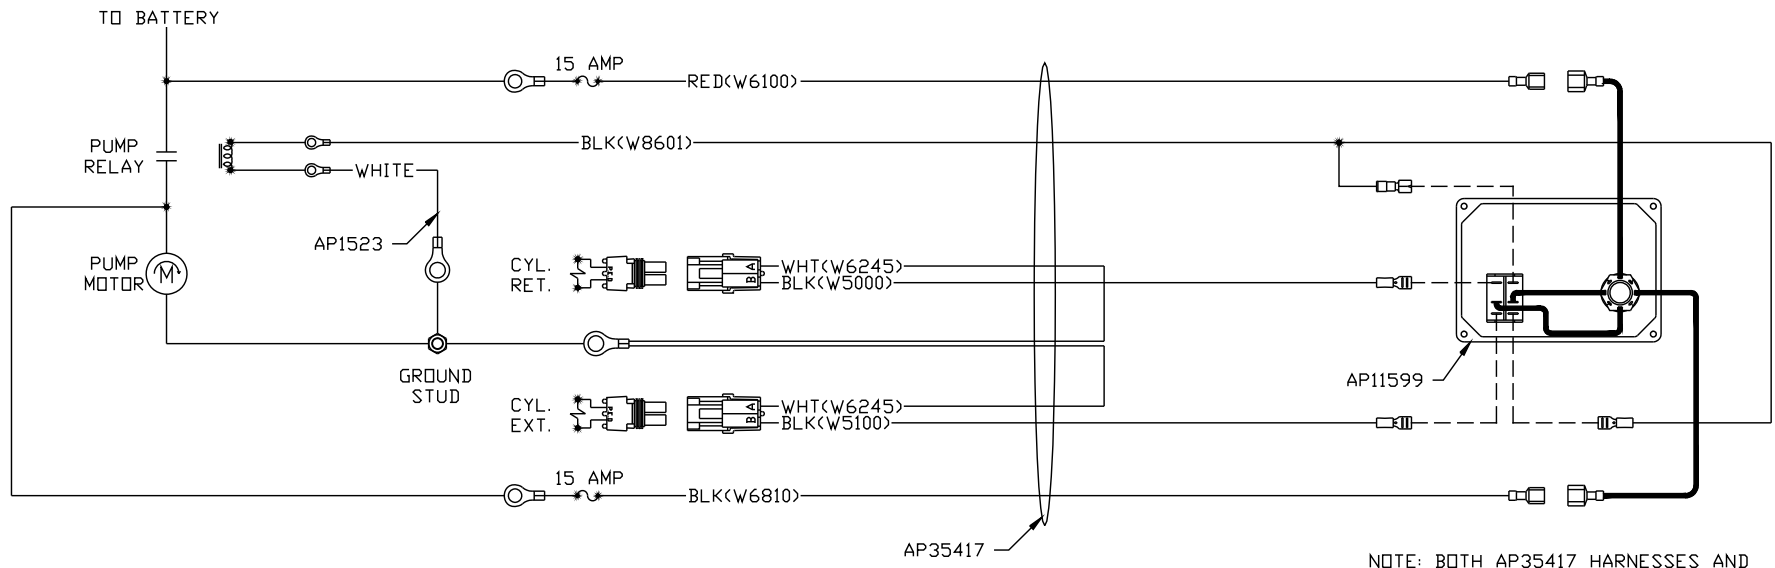 TO BATTERY
15 AMP
RED(W6100)
PUMP
RELAY
BLK(W8601)
WHITE
AP1523
PUMP
MOTOR
M
CYL.
RET.
A
B
WHT(W6245)
BLK(W5000)
GROUND
STUD
AP11599
CYL.
EXT.
A
B
WHT(W6245)
BLK(W5100)
15 AMP
BLK(W6810)
AP35417
NOTE: BOTH AP35417 HARNESSES AND